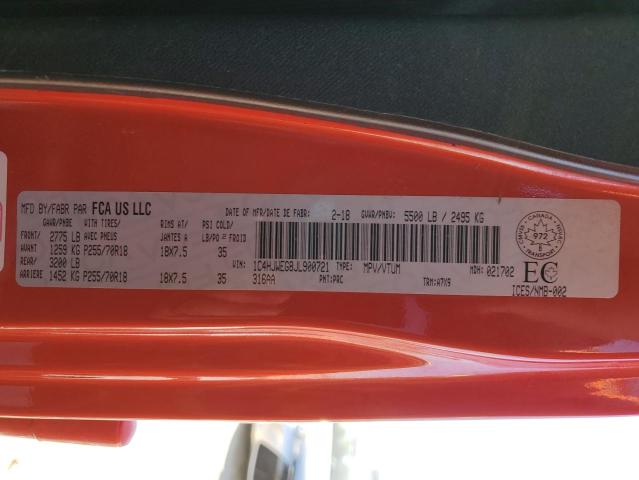 MFD BY/FABR PAR FCA US LLC
DATE OF MFR/DATE DE FABR: 2-18 GVWR/PNBV: 5500 LB / 2495 KG
GAWR/PNBE WITH TIRES/ RIMS AT/ PSI COLD/
FRONT/ 2775 LB AVEC PNEUS JANTES A LB/PO = FROID
AVANT 1259 KG P255/70R18 18X7.5 35
REAR/ 3200 LB
ARRIERE 1452 KG P255/70R18 18X7.5 35
VIN: 1C4HJWEG8JL900721 TYPE: MPV/VTUM MDH: 021702
316AA PNT:PRC TRM:A7X9
CANADA
972
TRANSPORT
EC
ICES/NMB-002